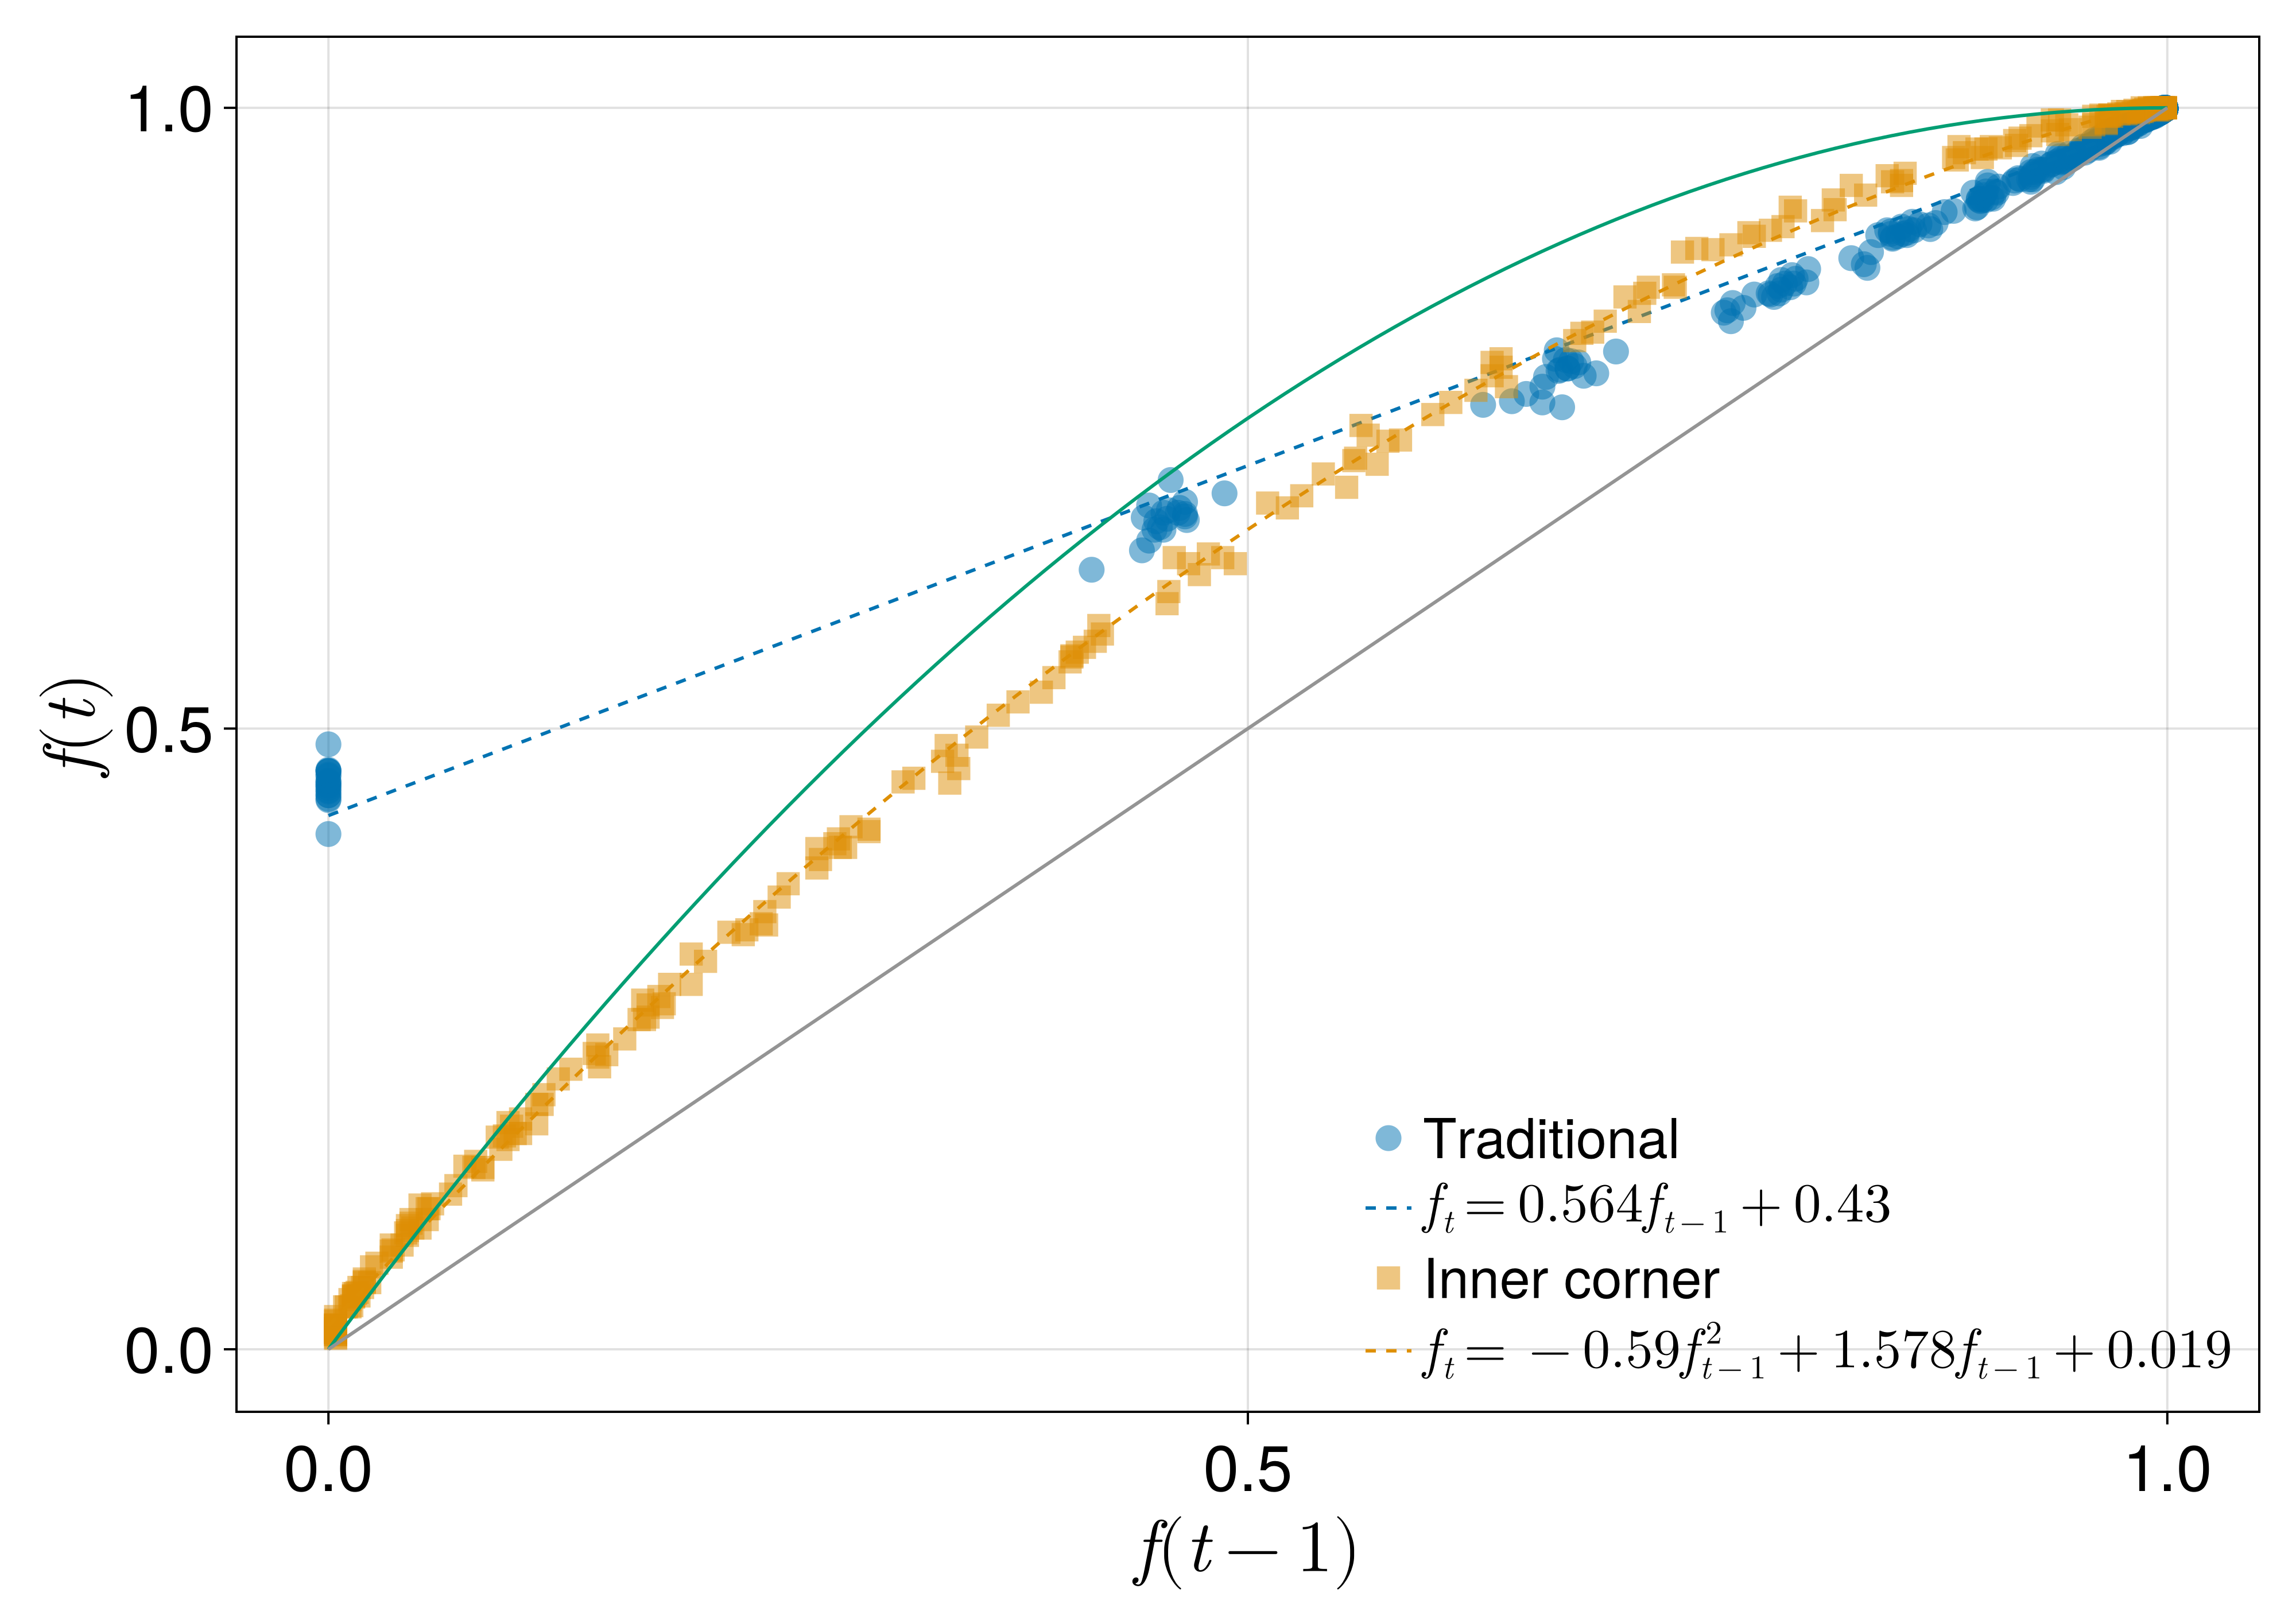 1.0
0.5
0.0
f(t)
Traditional
f_t = 0.564f_{t-1} + 0.43
Inner corner
f_t = -0.59f_{t-1}^2 + 1.578f_{t-1} + 0.019
0.0 0.5 1.0
f(t-1)